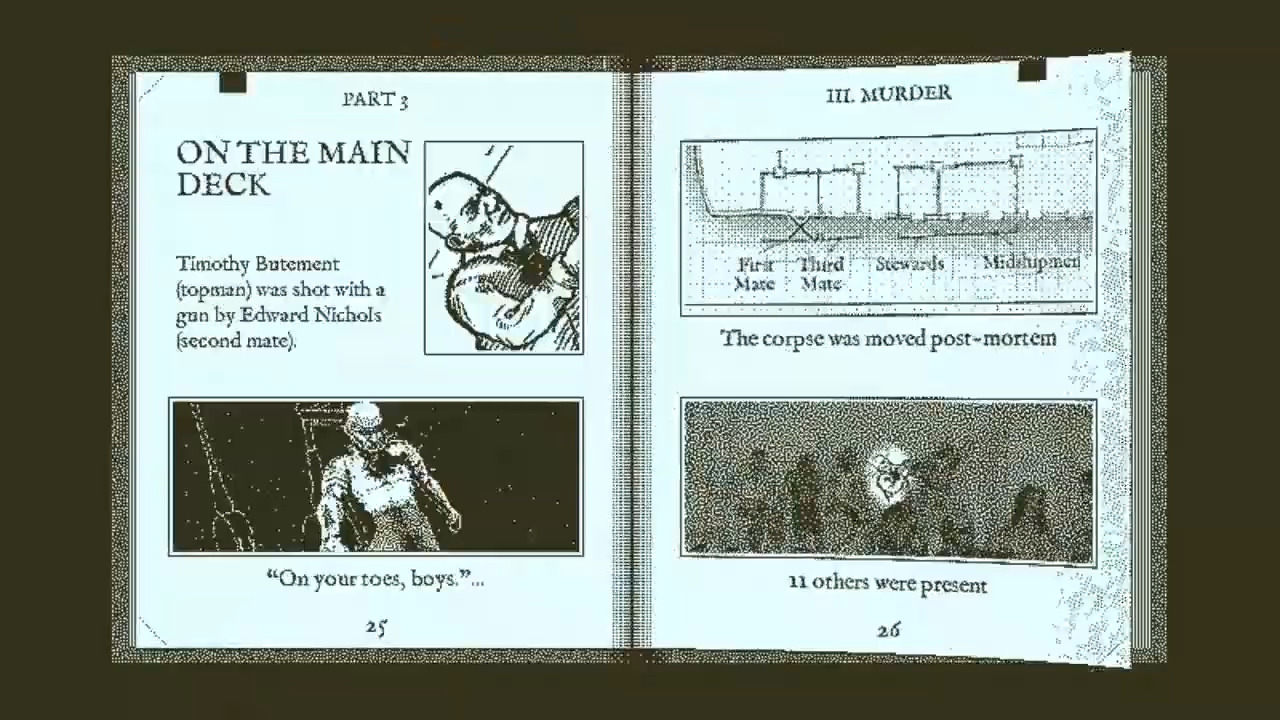 PART 3
ON THE MAIN
DECK
Timothy Butement
(topman) was shot with a
gun by Edward Nichols
(second mate).
“On your toes, boys.”...
25
III. MURDER
First Third Stewards Midshipmen
Mate Mate
The corpse was moved post-mortem
11 others were present
26